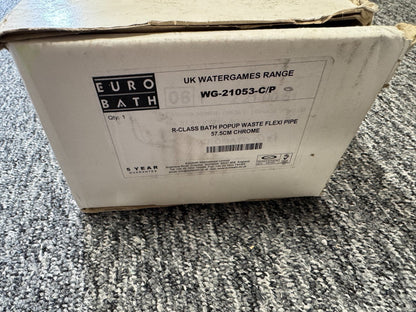 EURO
BATH
UK WATERGAMES RANGE
WG-21053-C/P
Qty: 1
R-CLASS BATH POPUP WASTE FLEXI PIPE
57.5CM CHROME
5 YEAR
GUARANTEE